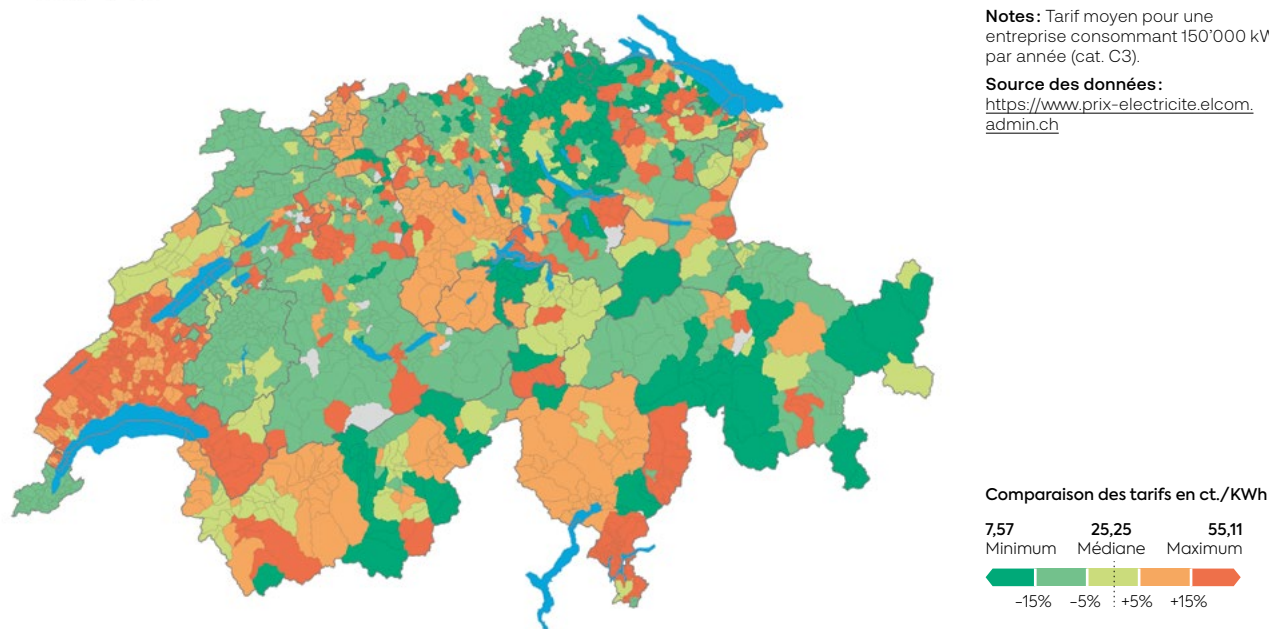 Notes: Tarif moyen pour une
entreprise consommant 150’000 kW
par année (cat. C3).
Source des données:
https://www.prix-electricite.elcom.
admin.ch
Comparaison des tarifs en ct./KWh
7,57 25,25 55,11
Minimum Médiane Maximum
–15% –5% +5% +15%